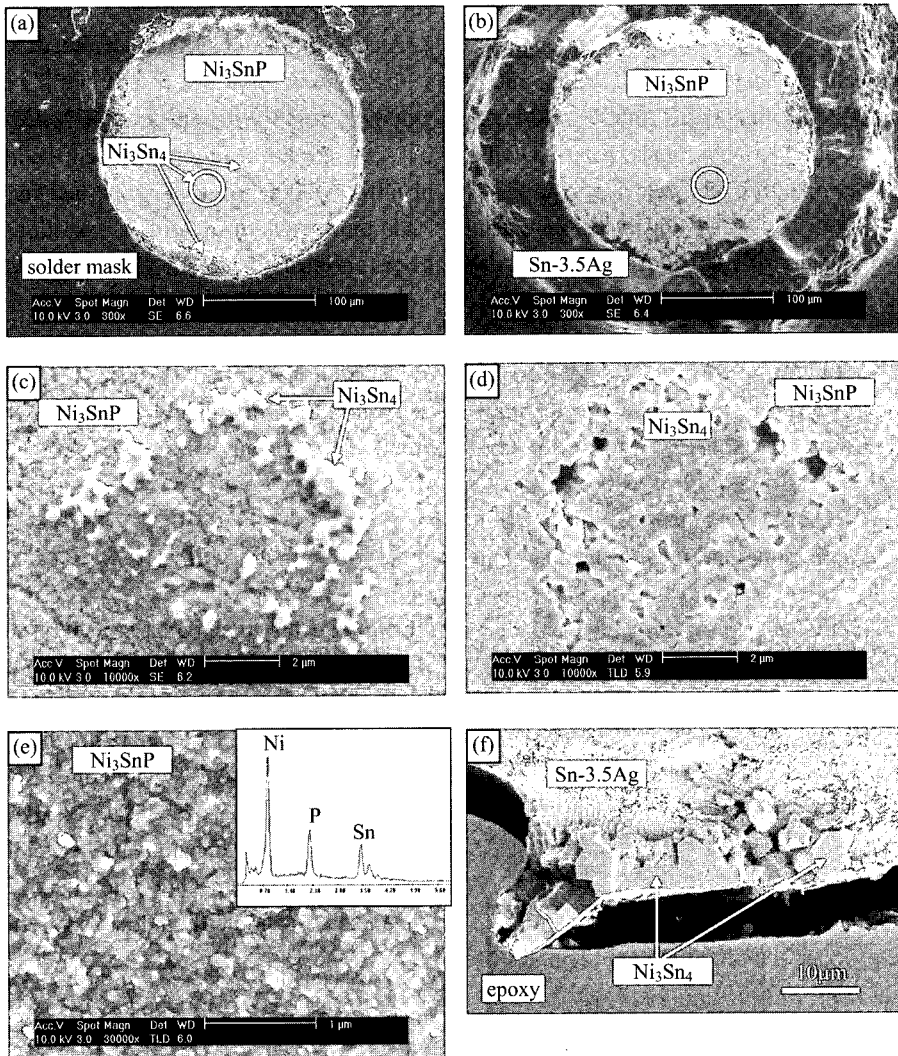 (a)
Ni₃SnP
Ni₃Sn₄
solder mask
Acc.V Spot Magn Det WD
10.0 kV 3.0 300x SE 6.6
100 μm
(b)
Ni₃SnP
Sn-3.5Ag
Acc.V Spot Magn Det WD
10.0 kV 3.0 300x SE 6.4
100 μm
(c)
Ni₃SnP
Ni₃Sn₄
Acc.V Spot Magn Det WD
10.0 kV 3.0 10000x SE 6.2
2 μm
(d)
Ni₃SnP
Ni₃Sn₄
Acc.V Spot Magn Det WD
10.0 kV 3.0 10000x TLD 5.9
2 μm
(e)
Ni₃SnP
Ni
P
Sn
Acc.V Spot Magn Det WD
10.0 kV 3.0 30000x TLD 6.0
1 μm
(f)
Sn-3.5Ag
Ni₃Sn₄
epoxy
10μm